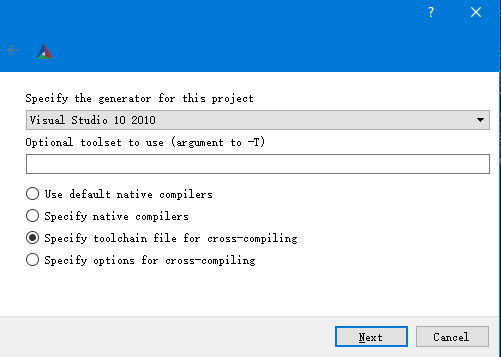 ?
Specify the generator for this project
Visual Studio 10 2010
Optional toolset to use (argument to -T)
Use default native compilers
Specify native compilers
Specify toolchain file for cross-compiling
Specify options for cross-compiling
Next
Cancel